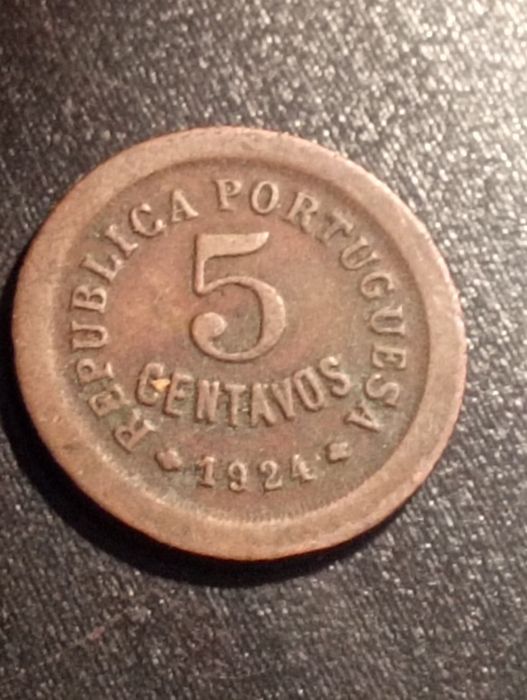 REPUBLICA PORTUGUESA
5
CENTAVOS
1924